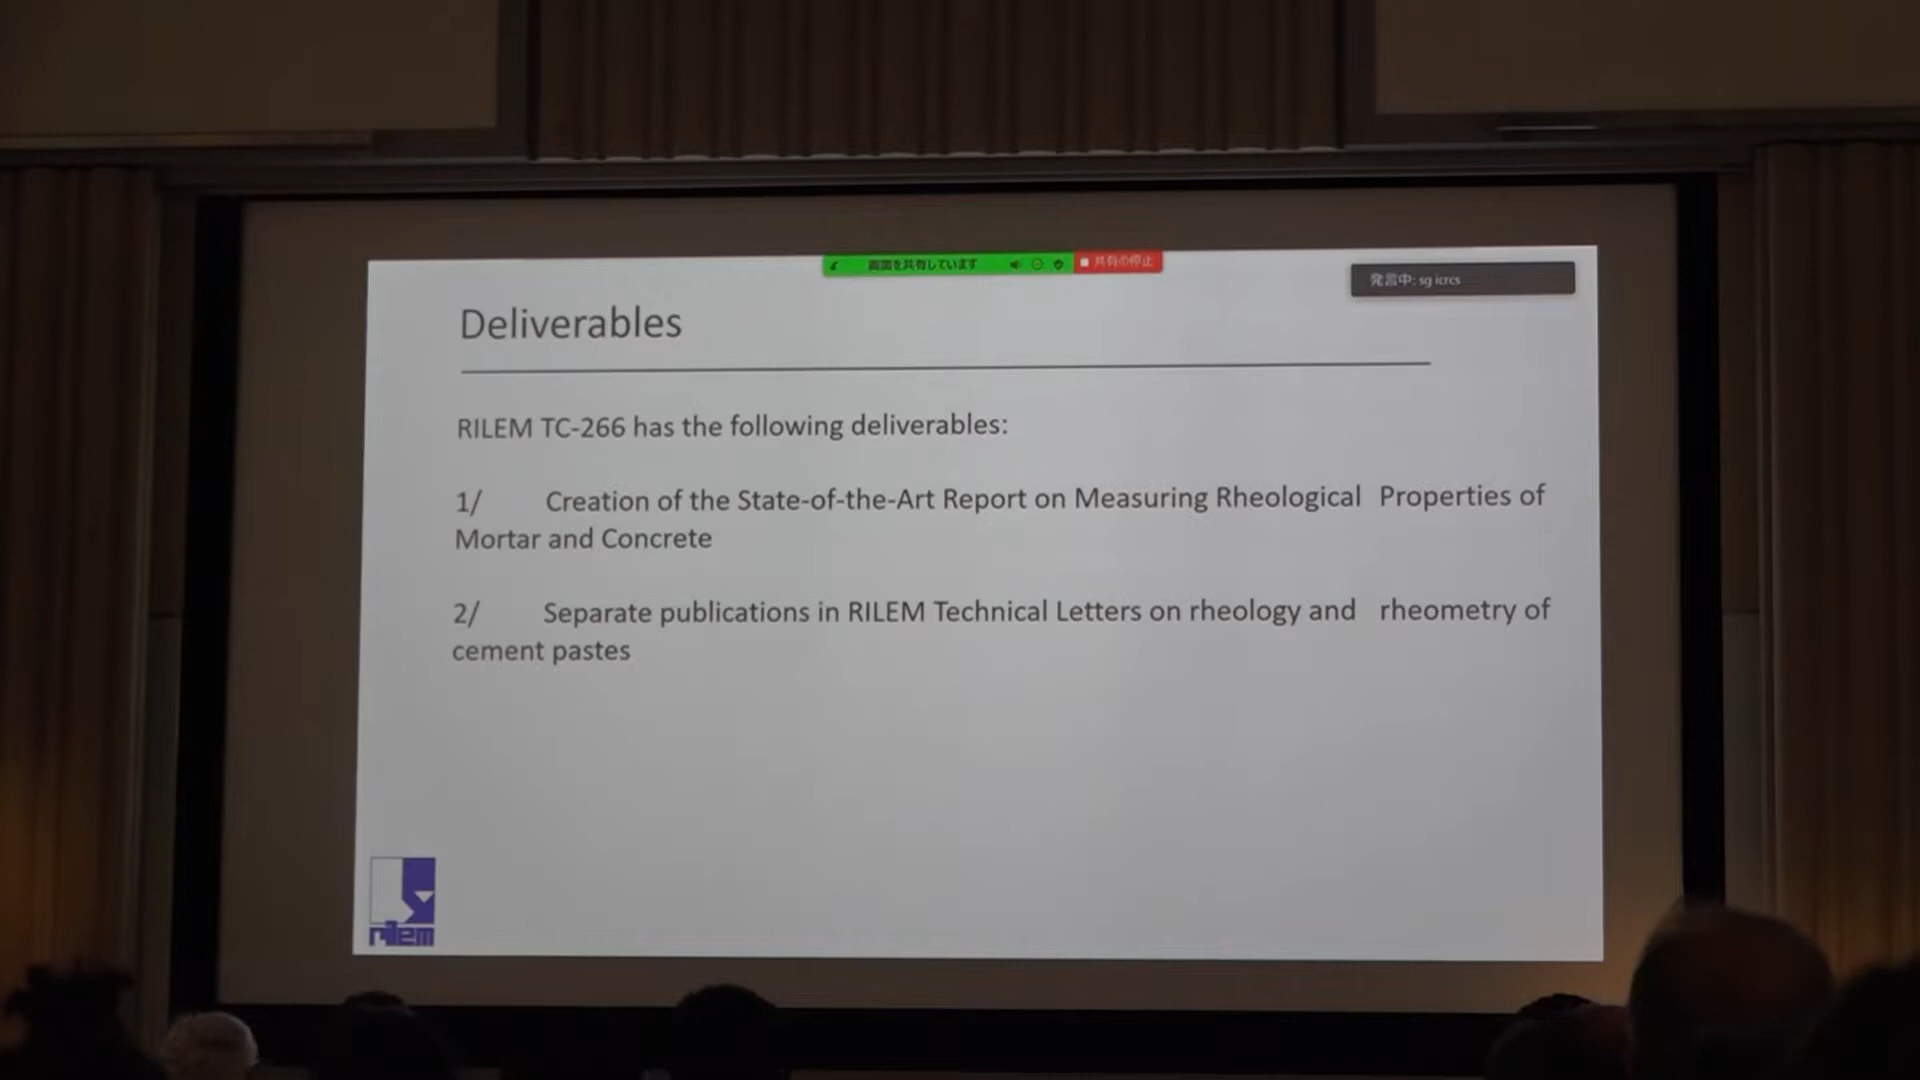 画面を共有しています
共有の停止
発言中: sg icrcs
Deliverables
RILEM TC-266 has the following deliverables:
1/ Creation of the State-of-the-Art Report on Measuring Rheological Properties of
Mortar and Concrete
2/ Separate publications in RILEM Technical Letters on rheology and rheometry of
cement pastes
rilem